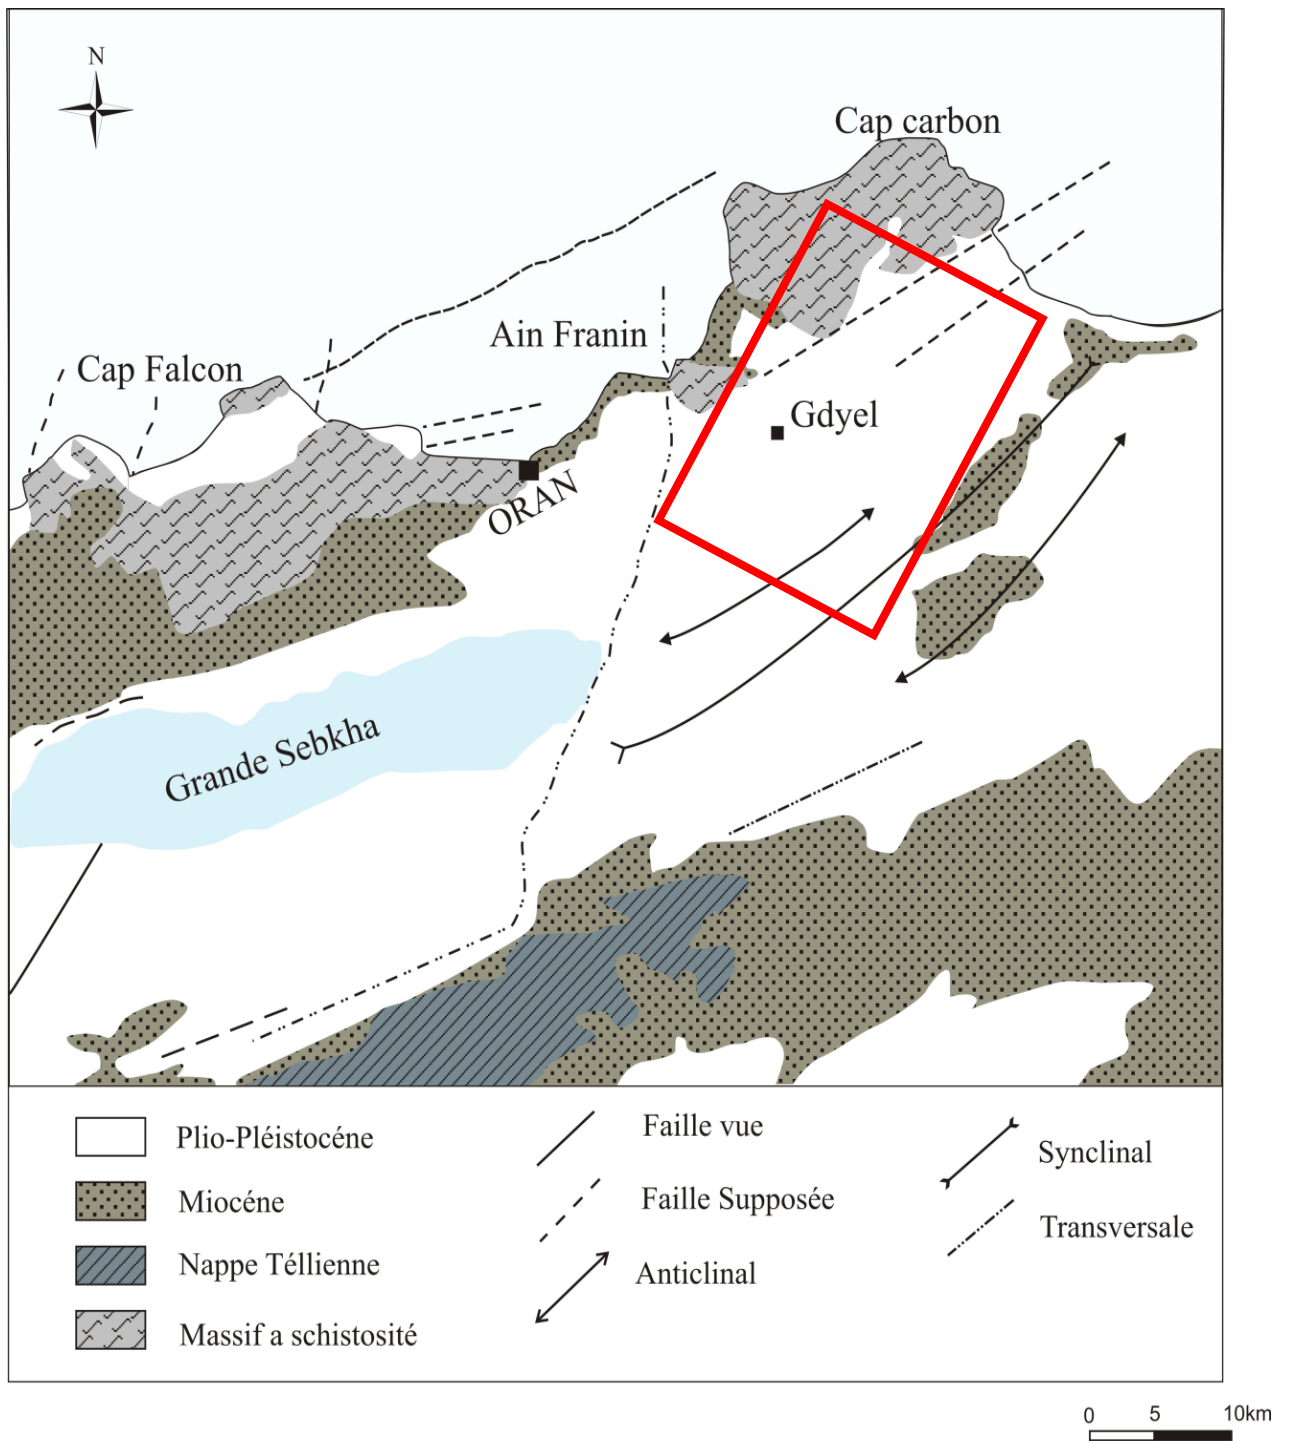 N
Cap carbon
Ain Franin
Cap Falcon
Gdyel
ORAN
Grande Sebkha
Plio-Pléistocéne
Miocéne
Nappe Téllienne
Massif a schistosité
Faille vue
Faille Supposée
Anticlinal
Synclinal
Transversale
0 5 10km